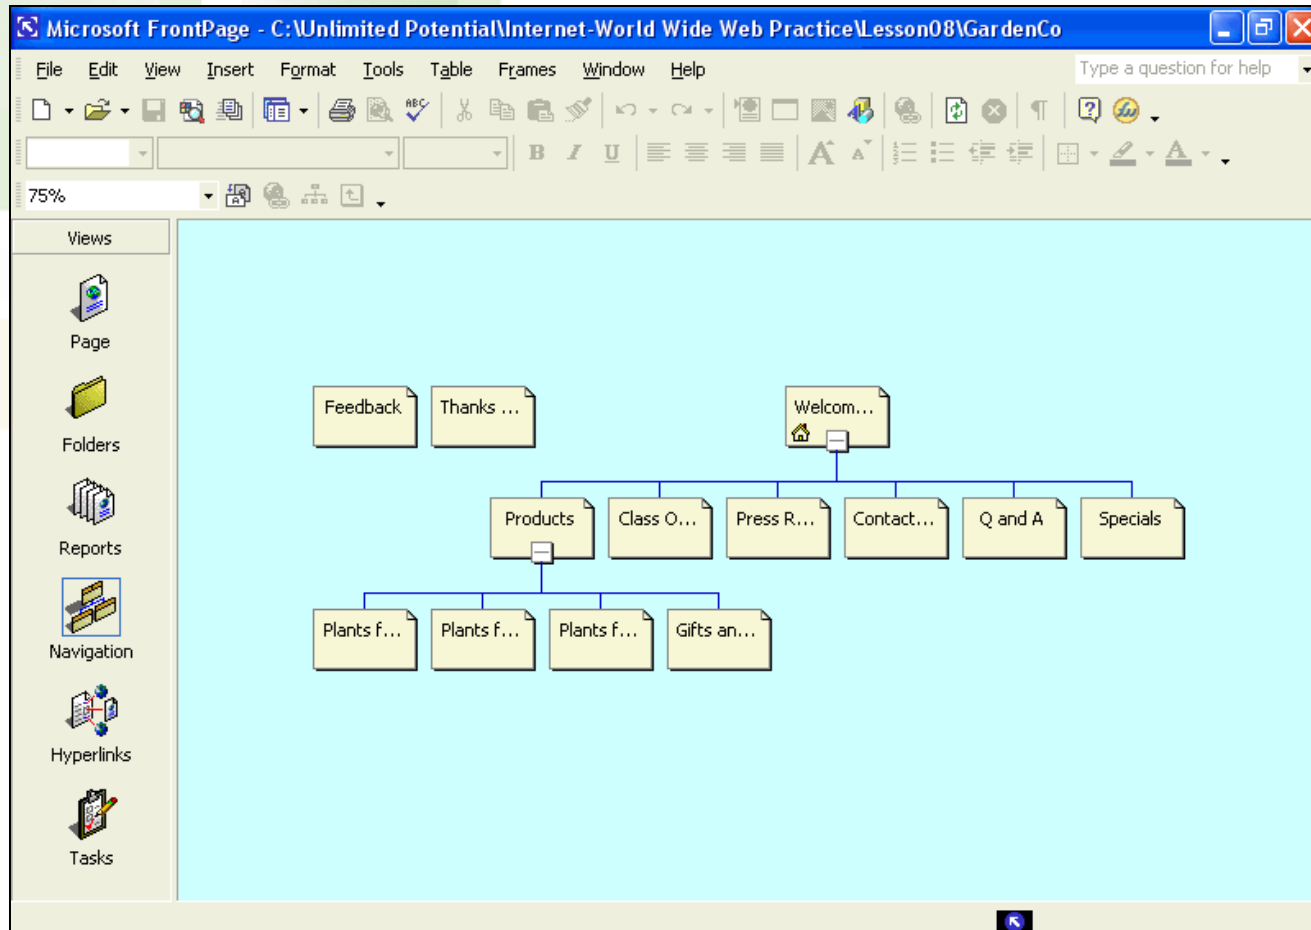 Microsoft FrontPage - C:\Unlimited Potential\Internet-World Wide Web Practice\Lesson08\GardenCo
File Edit View Insert Format Tools Table Frames Window Help
Type a question for help
ABC
B I U A A A
75%
Views
Page
Folders
Reports
Navigation
Hyperlinks
Tasks
Feedback
Thanks ...
Welcom...
Products
Class O...
Press R...
Contact...
Q and A
Specials
Plants f...
Plants f...
Plants f...
Gifts an...